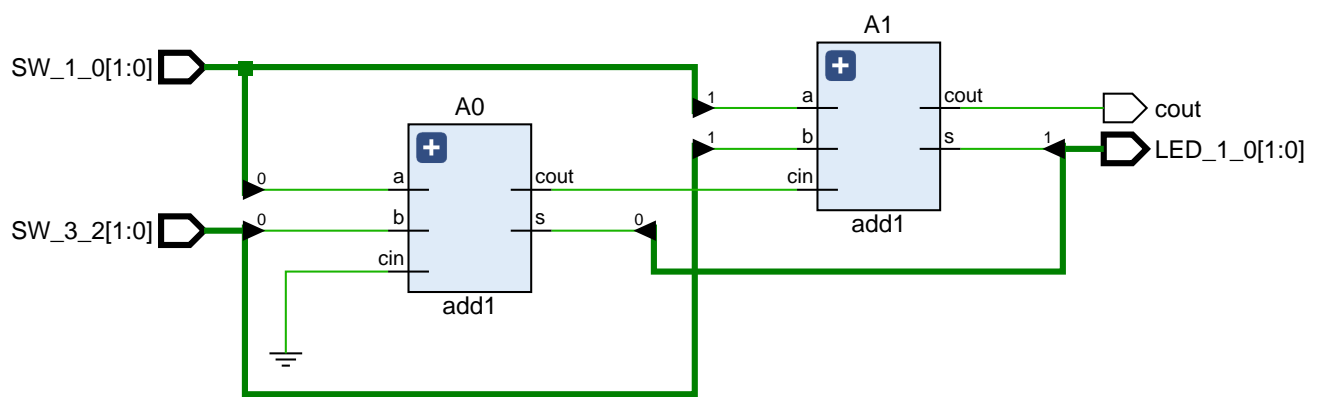 A1
SW_1_0[1:0]
1
a
cout
cout
A0
1
b
s
1
LED_1_0[1:0]
0
a
cout
cin
SW_3_2[1:0]
0
b
s
0
add1
cin
add1